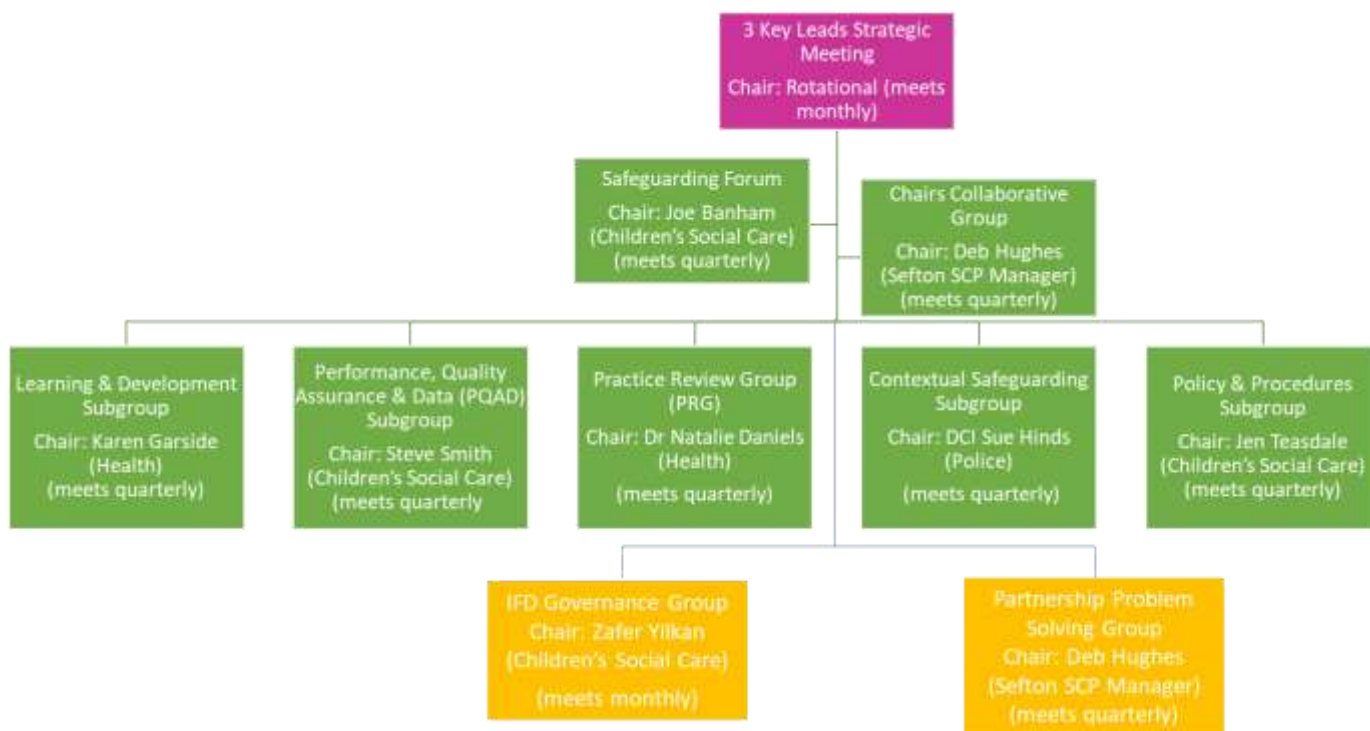 3 Key Leads Strategic
Meeting
Chair: Rotational (meets
monthly)
Safeguarding Forum
Chair: Joe Banham
(Children's Social Care)
(meets quarterly)
Chairs Collaborative
Group
Chair: Deb Hughes
(Sefton SCP Manager)
(meets quarterly)
Learning & Development
Subgroup
Chair: Karen Garside
(Health)
(meets quarterly)
Performance, Quality
Assurance & Data (PQAD)
Subgroup
Chair: Steve Smith
(Children's Social Care)
(meets quarterly
Practice Review Group
(PRG)
Chair: Dr Natalie Daniels
(Health)
(meets quarterly)
Contextual Safeguarding
Subgroup
Chair: DCI Sue Hinds
(Police)
(meets quarterly)
Policy & Procedures
Subgroup
Chair: Jen Teasdale
(Children's Social Care)
(meets quarterly)
IFD Governance Group
Chair: Zafer Yilkan
(Children's Social Care)
(meets monthly)
Partnership Problem
Solving Group
Chair: Deb Hughes
(Sefton SCP Manager)
(meets quarterly)